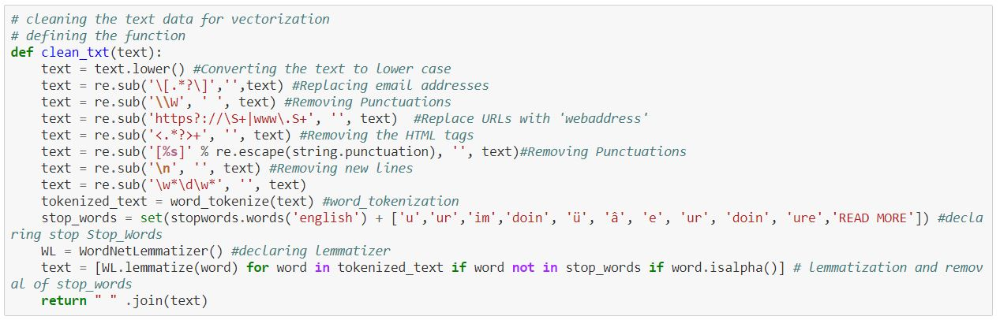 # cleaning the text data for vectorization
# defining the function
def clean_txt(text):
    text = text.lower() #Converting the text to lower case
    text = re.sub('\[.*?\]','',text) #Replacing email addresses
    text = re.sub('\\W', ' ', text) #Removing Punctuations
    text = re.sub('https?://\S+|www\.S+', '', text)  #Replace URLs with 'webaddress'
    text = re.sub('<.*?>+', '', text) #Removing the HTML tags
    text = re.sub('[%s]' % re.escape(string.punctuation), '', text)#Removing Punctuations
    text = re.sub('\n', '', text) #Removing new lines
    text = re.sub('\w*\d\w*', '', text)
    tokenized_text = word_tokenize(text) #word_tokenization
    stop_words = set(stopwords.words('english') + ['u','ur','im','doin', 'ü', 'â', 'e', 'ur', 'doin', 'ure','READ MORE']) #decla
ring stop Stop_Words
    WL = WordNetLemmatizer() #declaring lemmatizer
    text = [WL.lemmatize(word) for word in tokenized_text if word not in stop_words if word.isalpha()] # lemmatization and remov
al of stop_words
    return " " .join(text)